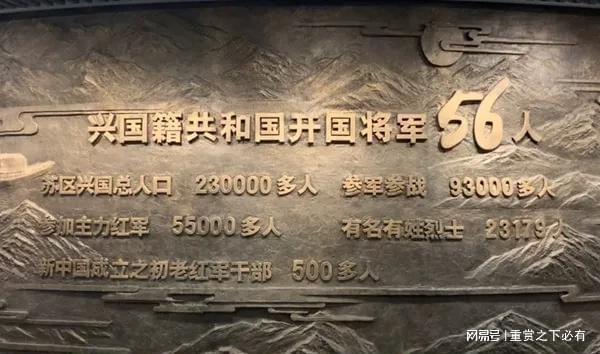 兴国籍共和国开国将军56人
苏区兴国总人口 230000多人 参军参战 93000多人
参加主力红军 55000多人 有名有姓烈士 23179人
新中国成立之初老红军干部 500多人
网易号 | 重赏之下必有